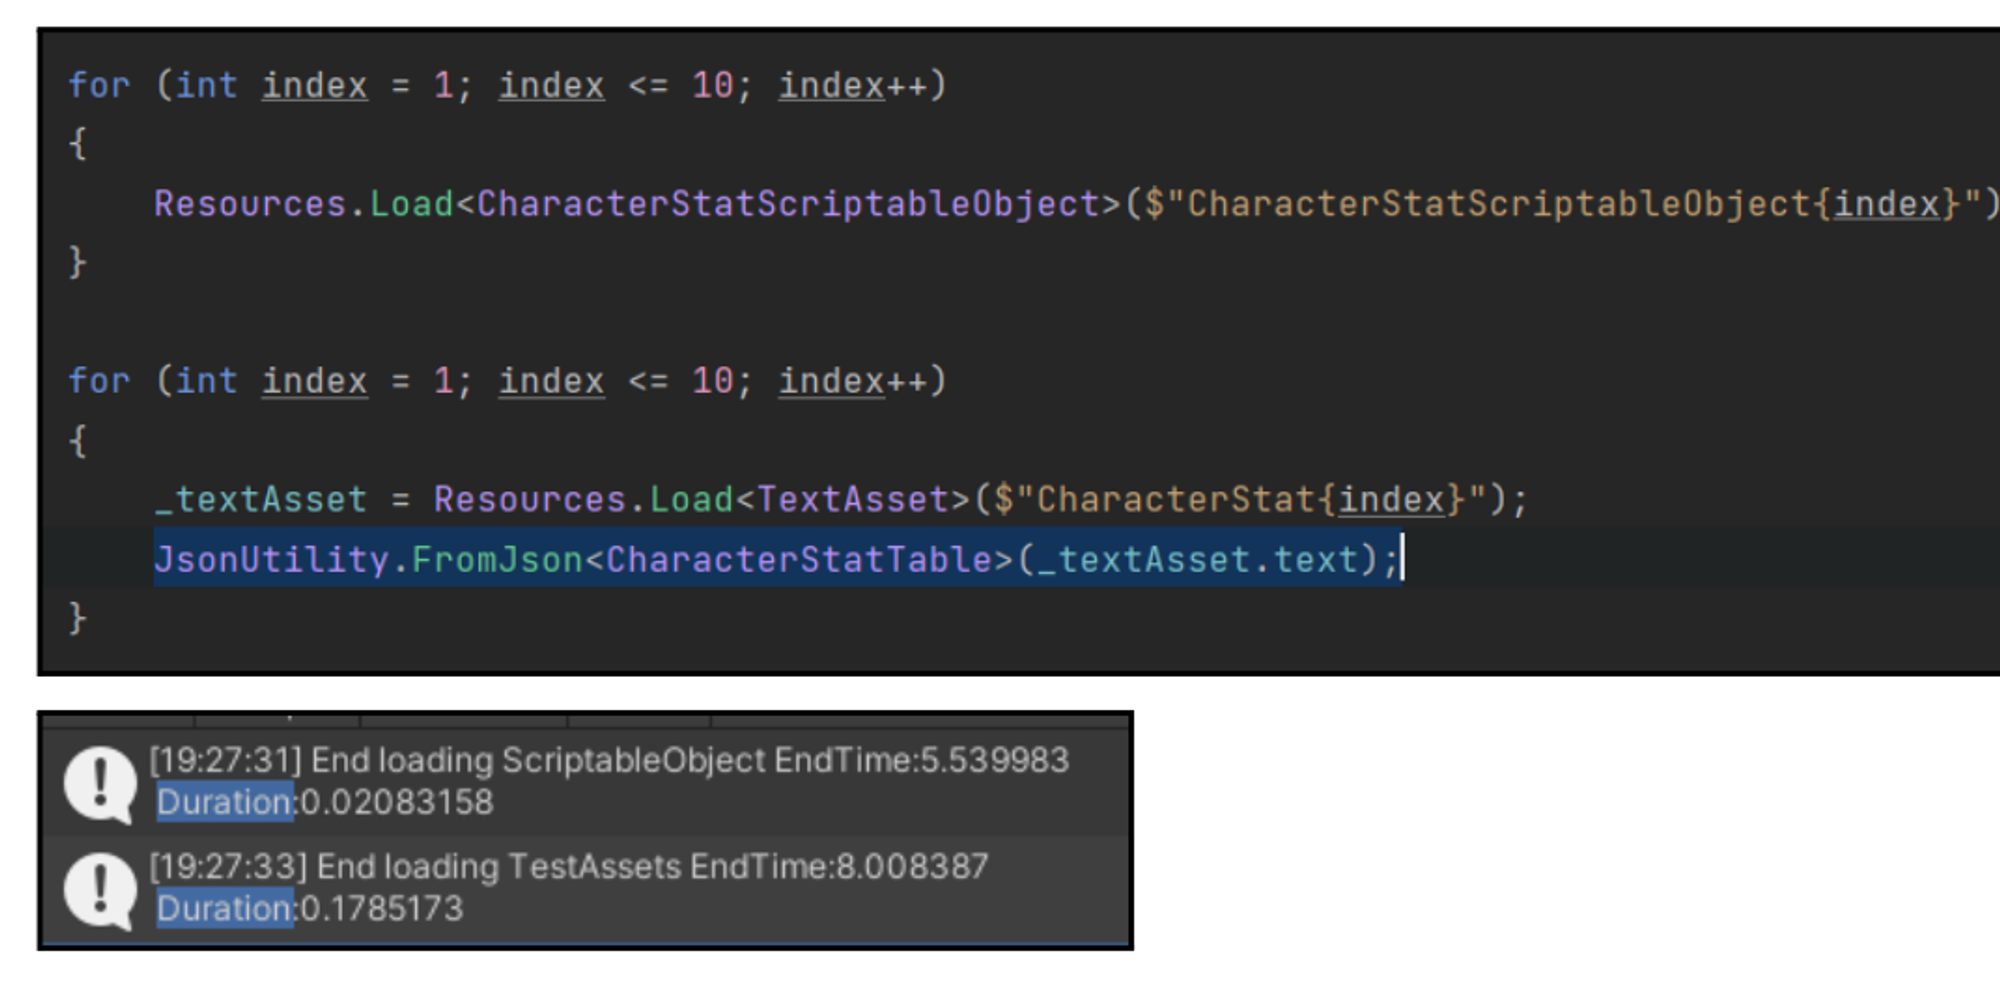 for (int index = 1; index <= 10; index++)
{
    Resources.Load<CharacterStatScriptableObject>($"CharacterStatScriptableObject{index}")
}

for (int index = 1; index <= 10; index++)
{
    _textAsset = Resources.Load<TextAsset>($"CharacterStat{index}");
    JsonUtility.FromJson<CharacterStatTable>(_textAsset.text);
}
[19:27:31] End loading ScriptableObject EndTime:5.539983
Duration:0.02083158
[19:27:33] End loading TestAssets EndTime:8.008387
Duration:0.1785173